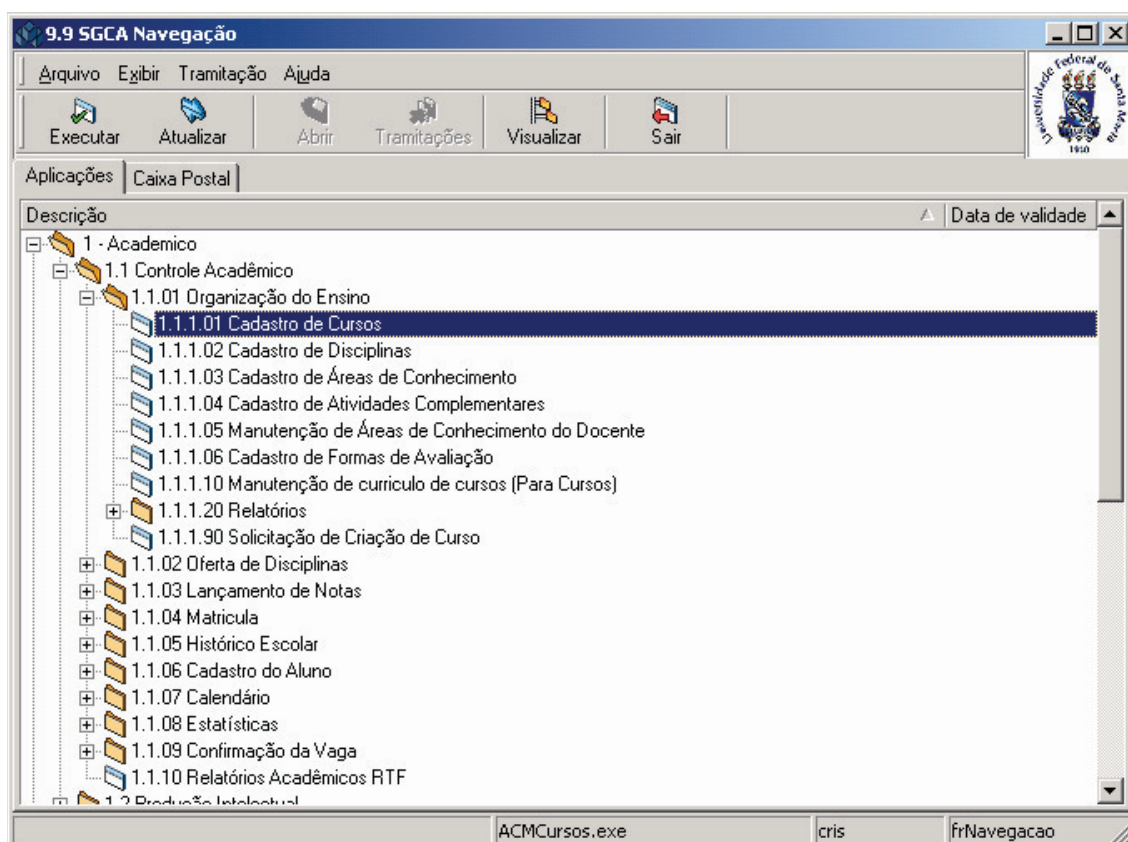 9.9 SGCA Navegação
Arquivo Exibir Tramitação Ajuda
Executar Atualizar Abrir Tramitações Visualizar Sair
Universidade Federal de Santa Maria
1960
Aplicações Caixa Postal
Descrição Data de validade
1 - Academico
1.1 Controle Acadêmico
1.1.01 Organização do Ensino
1.1.1.01 Cadastro de Cursos
1.1.1.02 Cadastro de Disciplinas
1.1.1.03 Cadastro de Áreas de Conhecimento
1.1.1.04 Cadastro de Atividades Complementares
1.1.1.05 Manutenção de Áreas de Conhecimento do Docente
1.1.1.06 Cadastro de Formas de Avaliação
1.1.1.10 Manutenção de curriculo de cursos (Para Cursos)
1.1.1.20 Relatórios
1.1.1.90 Solicitação de Criação de Curso
1.1.02 Oferta de Disciplinas
1.1.03 Lançamento de Notas
1.1.04 Matricula
1.1.05 Histórico Escolar
1.1.06 Cadastro do Aluno
1.1.07 Calendário
1.1.08 Estatísticas
1.1.09 Confirmação da Vaga
1.1.10 Relatórios Acadêmicos RTF
1.2 Produção Intelectual
ACMCursos.exe cris frNavegacao